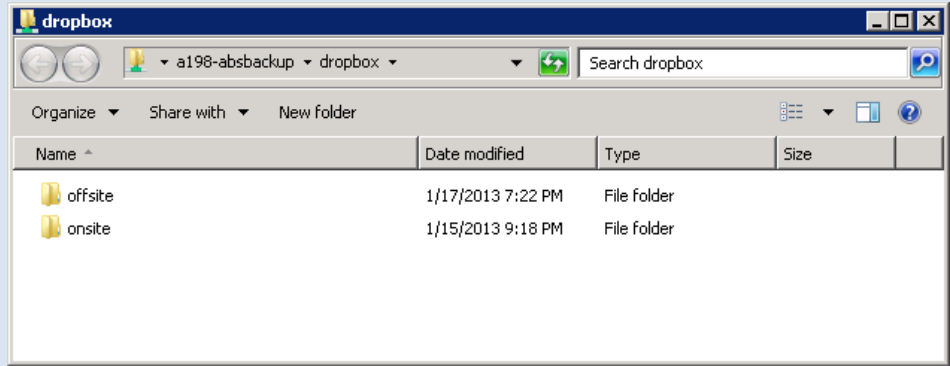 dropbox
a198-absbackup dropbox Search dropbox
Organize Share with New folder
Name Date modified Type Size
offsite 1/17/2013 7:22 PM File folder
onsite 1/15/2013 9:18 PM File folder